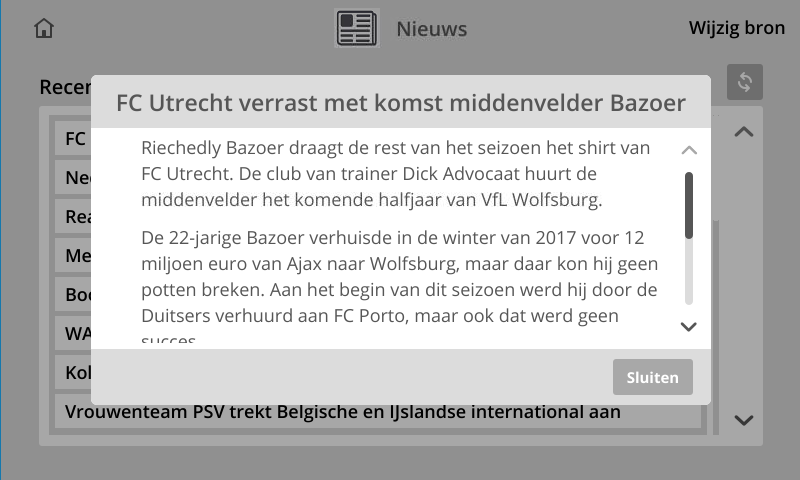 Nieuws
Wijzig bron
Recen
FC Utrecht verrast met komst middenvelder Bazoer
Riechedly Bazoer draagt de rest van het seizoen het shirt van
FC Utrecht. De club van trainer Dick Advocaat huurt de
middenvelder het komende halfjaar van VfL Wolfsburg.
De 22-jarige Bazoer verhuisde in de winter van 2017 voor 12
miljoen euro van Ajax naar Wolfsburg, maar daar kon hij geen
potten breken. Aan het begin van dit seizoen werd hij door de
Duitsers verhuurd aan FC Porto, maar ook dat werd geen
succes.
Sluiten
FC
Ned
Rea
Me
Boo
WA
Kol
Vrouwenteam PSV trekt Belgische en IJslandse international aan